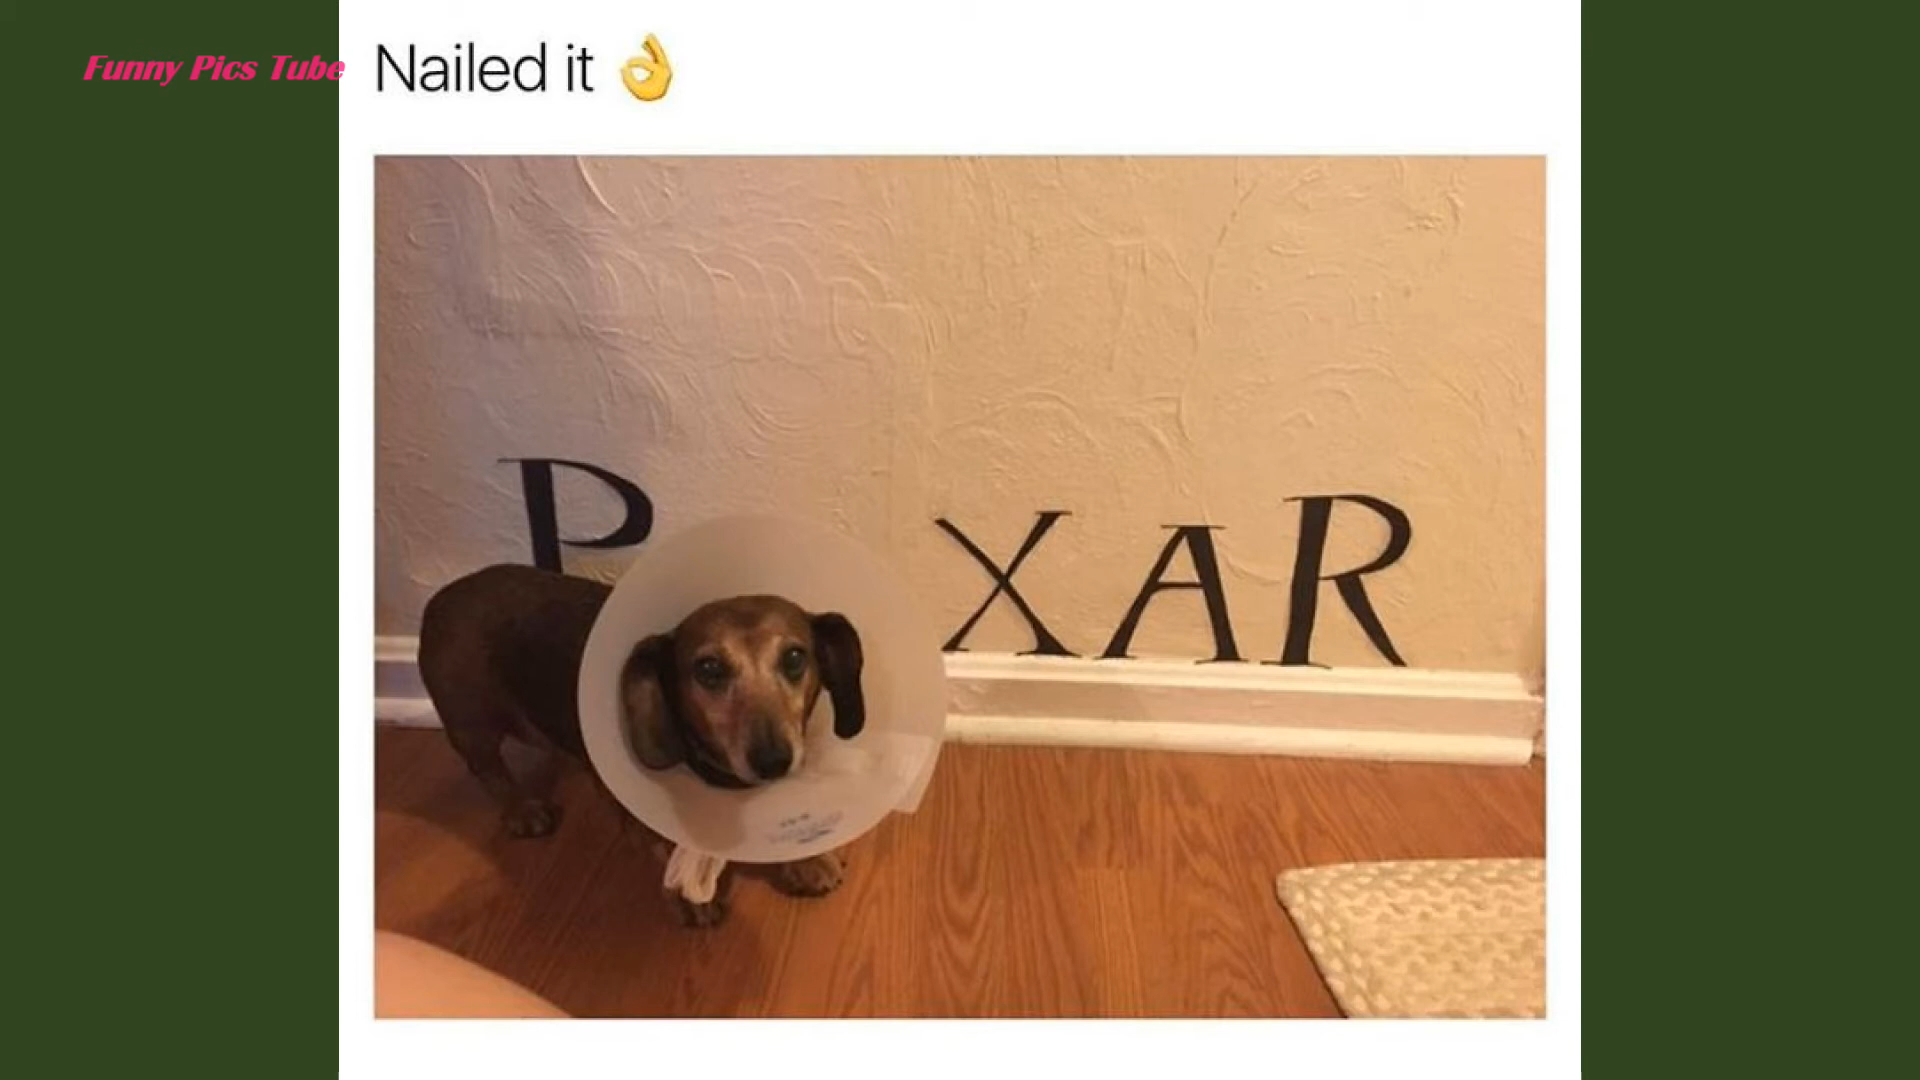 Funny Pics Tube
Nailed it 👌
P XAR